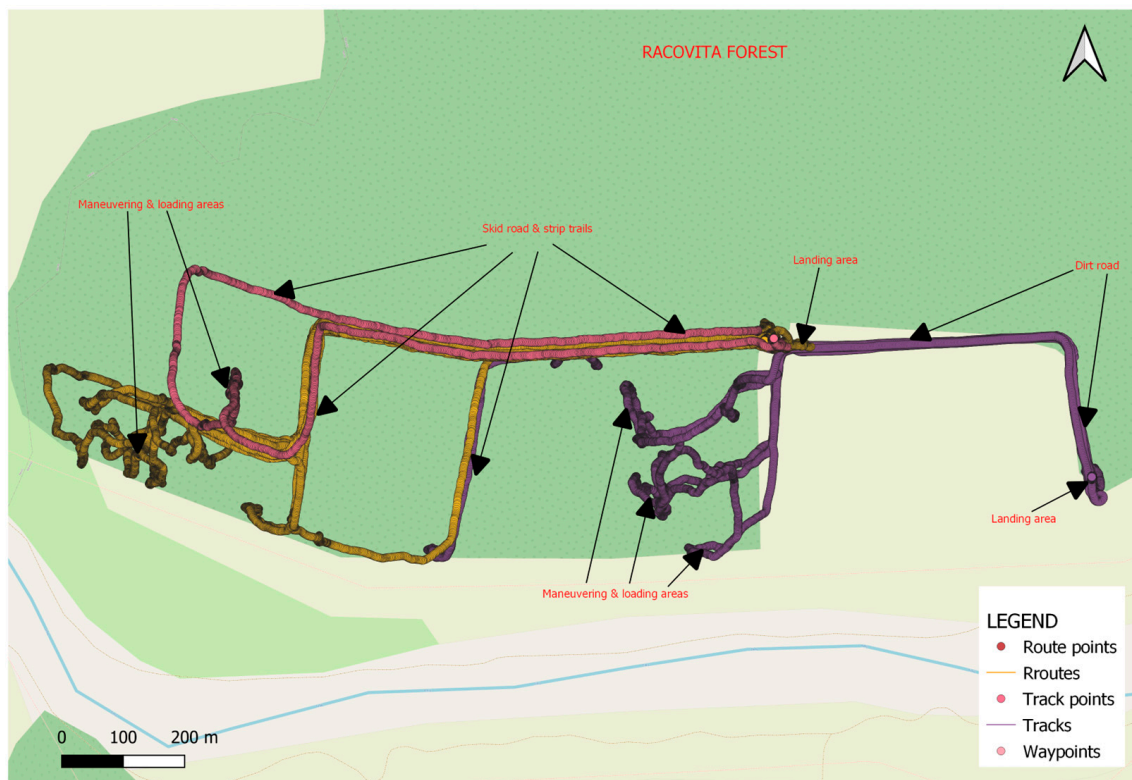 RACOVITA FOREST
Maneuvering & loading areas
Skid road & strip trails
Landing area
Dirt road
Landing area
Maneuvering & loading areas
LEGEND
Route points
Rroutes
Track points
Tracks
Waypoints
0 100 200 m